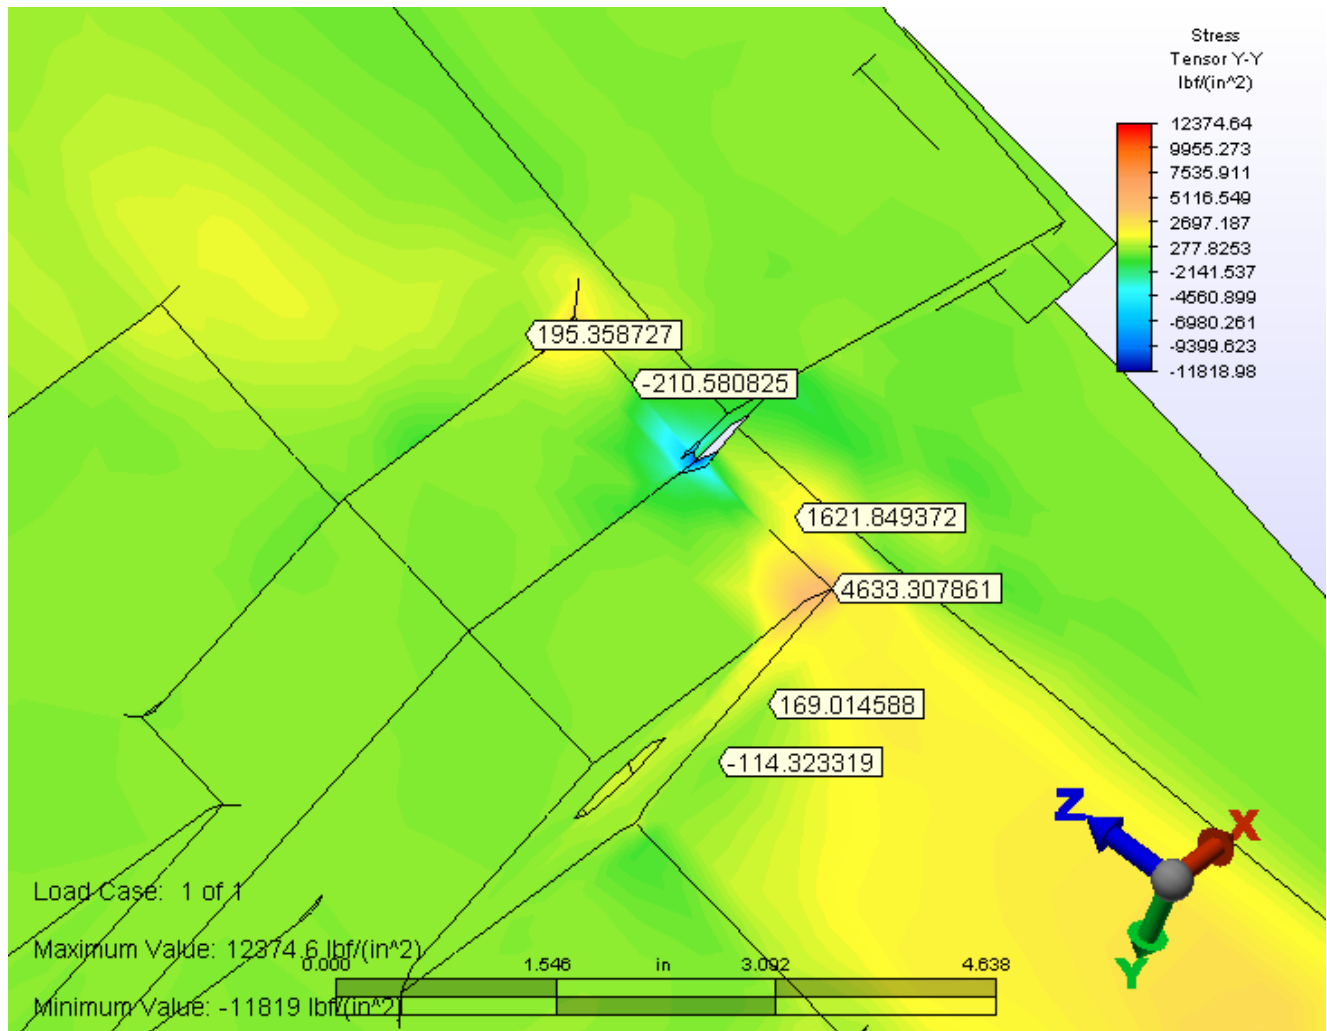 Stress
Tensor Y-Y
lbf/(in^2)
12374.64
9955.273
7535.911
5116.549
2697.187
277.8253
-2141.537
-4560.899
-6980.261
-9399.623
-11818.98
195.358727
-210.580825
1621.849372
4633.307861
169.014588
-114.323319
Z
X
Y
Load Case: 1 of 1
Maximum Value: 12374.6 lbf/(in^2)
0.000 1.546 in 3.092 4.638
Minimum Value: -11819 lbf/(in^2)